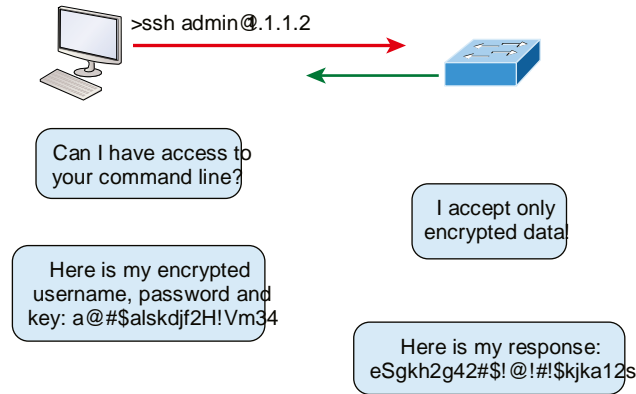 >ssh admin@1.1.1.2
Can I have access to
your command line?
I accept only
encrypted data!
Here is my encrypted
username, password and
key: a@#$alskdjf2H!Vm34
Here is my response:
eSgkh2g42#$!@!#!$kjka12s